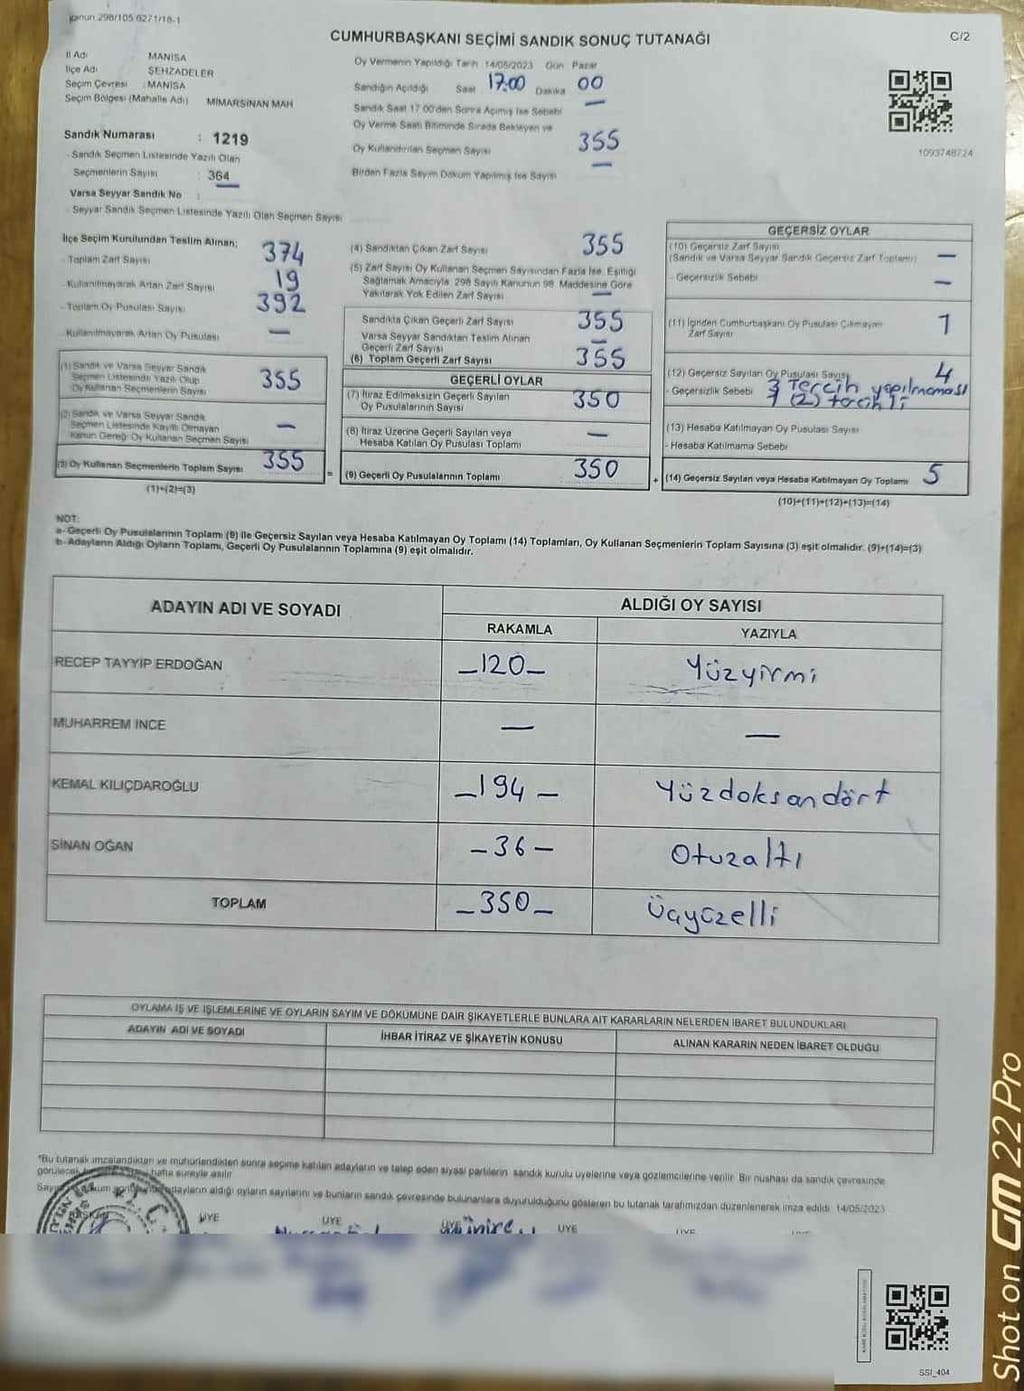 CUMHURBAŞKANI SEÇİMİ SANDIK SONUÇ TUTANAĞI
C/2
İl Adı MANİSA
İlçe Adı ŞEHZADELER
Seçim Çevresi : MANİSA
Seçim Bölgesi (Mahalle Adı) MİMARSİNAN MAH
Sandık Numarası : 1219
- Sandık Seçmen Listesinde Yazılı Olan
Seçmenlerin Sayısı : 364
Varsa Seyyar Sandık No :
- Seyyar Sandık Seçmen Listesinde Yazılı Olan Seçmen Sayısı
Oy Vermenin Yapıldığı Tarih 14/05/2023 Gün Pazar
Sandığın Açıldığı Saat 17:00 Dakika 00
Sandık Saat 17:00'den Sonra Açılmış İse Sebebi —
Oy Verme Saati Bitiminde Sırada Bekleyen ve
Oy Kullandırılan Seçmen Sayısı 355
Birden Fazla Sayım Döküm Yapılmış İse Sayısı —
1093748724
İlçe Seçim Kurulundan Teslim Alınan;
- Toplam Zarf Sayısı 374
- Kullanılmayarak Artan Zarf Sayısı 19
- Toplam Oy Pusulası Sayısı 392
- Kullanılmayarak Artan Oy Pusulası —
(1) Sandık ve Varsa Seyyar Sandık
Seçmen Listesinde Yazılı Olup
Oy Kullanan Seçmenlerin Sayısı 355
(2) Sandık ve Varsa Seyyar Sandık
Seçmen Listesinde Kayıtlı Olmayan
Kanun Gereği Oy Kullanan Seçmen Sayısı —
(3) Oy Kullanan Seçmenlerin Toplam Sayısı 355 =
(1)+(2)=(3)
(4) Sandıktan Çıkan Zarf Sayısı 355
(5) Zarf Sayısı Oy Kullanan Seçmen Sayısından Fazla İse, Eşitliği
Sağlamak Amacıyla, 298 Sayılı Kanunun 98. Maddesine Göre
Yakılarak Yok Edilen Zarf Sayısı —
Sandıkta Çıkan Geçerli Zarf Sayısı 355
Varsa Seyyar Sandıktan Teslim Alınan
Geçerli Zarf Sayısı —
(6) Toplam Geçerli Zarf Sayısı 355
GEÇERLİ OYLAR
(7) İtiraz Edilmeksizin Geçerli Sayılan
Oy Pusulalarının Sayısı 350
(8) İtiraz Üzerine Geçerli Sayılan veya
Hesaba Katılan Oy Pusulası Toplamı —
(9) Geçerli Oy Pusulalarının Toplamı 350 +
GEÇERSİZ OYLAR
(10) Geçersiz Zarf Sayısı
(Sandık ve Varsa Seyyar Sandık Geçersiz Zarf Toplamı) —
- Geçersizlik Sebebi —
(11) İçinden Cumhurbaşkanı Oy Pusulası Çıkmayan
Zarf Sayısı 1
(12) Geçersiz Sayılan Oy Pusulası Sayısı 4
- Geçersizlik Sebebi 3 Tercih yapılmaması
1 (2) tercihli
(13) Hesaba Katılmayan Oy Pusulası Sayısı
- Hesaba Katılmama Sebebi
(14) Geçersiz Sayılan veya Hesaba Katılmayan Oy Toplamı 5
(10)+(11)+(12)+(13)=(14)
NOT:
a- Geçerli Oy Pusulalarının Toplamı (9) ile Geçersiz Sayılan veya Hesaba Katılmayan Oy Toplamı (14) Toplamları, Oy Kullanan Seçmenlerin Toplam Sayısına (3) eşit olmalıdır. (9)+(14)=(3)
b- Adayların Aldığı Oyların Toplamı, Geçerli Oy Pusulalarının Toplamına (9) eşit olmalıdır.
ADAYIN ADI VE SOYADI ALDIĞI OY SAYISI
RAKAMLA YAZIYLA
RECEP TAYYİP ERDOĞAN –120– Yüzyirmi
MUHARREM İNCE — —
KEMAL KILIÇDAROĞLU –194– Yüzdoksandört
SİNAN OĞAN –36– Otuzaltı
TOPLAM –350– Üçyüzelli
OYLAMA İŞ VE İŞLEMLERİNE VE OYLARIN SAYIM VE DÖKÜMÜNE DAİR ŞİKAYETLERLE BUNLARA AİT KARARLARIN NELERDEN İBARET BULUNDUKLARI
ADAYIN ADI VE SOYADI İHBAR İTİRAZ VE ŞİKAYETİN KONUSU ALINAN KARARIN NEDEN İBARET OLDUĞU
*Bu tutanak imzalandıktan ve mühürlendikten sonra seçime katılan adayların ve talep eden siyasi partilerin sandık kurulu üyelerine veya gözlemcilerine verilir. Bir nüshası da sandık çevresinde
hafta süreyle asılır.
adayların aldığı oyların sayılarını ve bunların sandık çevresinde bulunanlara duyurulduğunu gösteren bu tutanak tarafımızdan düzenlenerek imza edildi. 14/05/2023
BAŞKAN ÜYE ÜYE ÜYE ÜYE ÜYE
SSI_404
Shot on GM 22 Pro